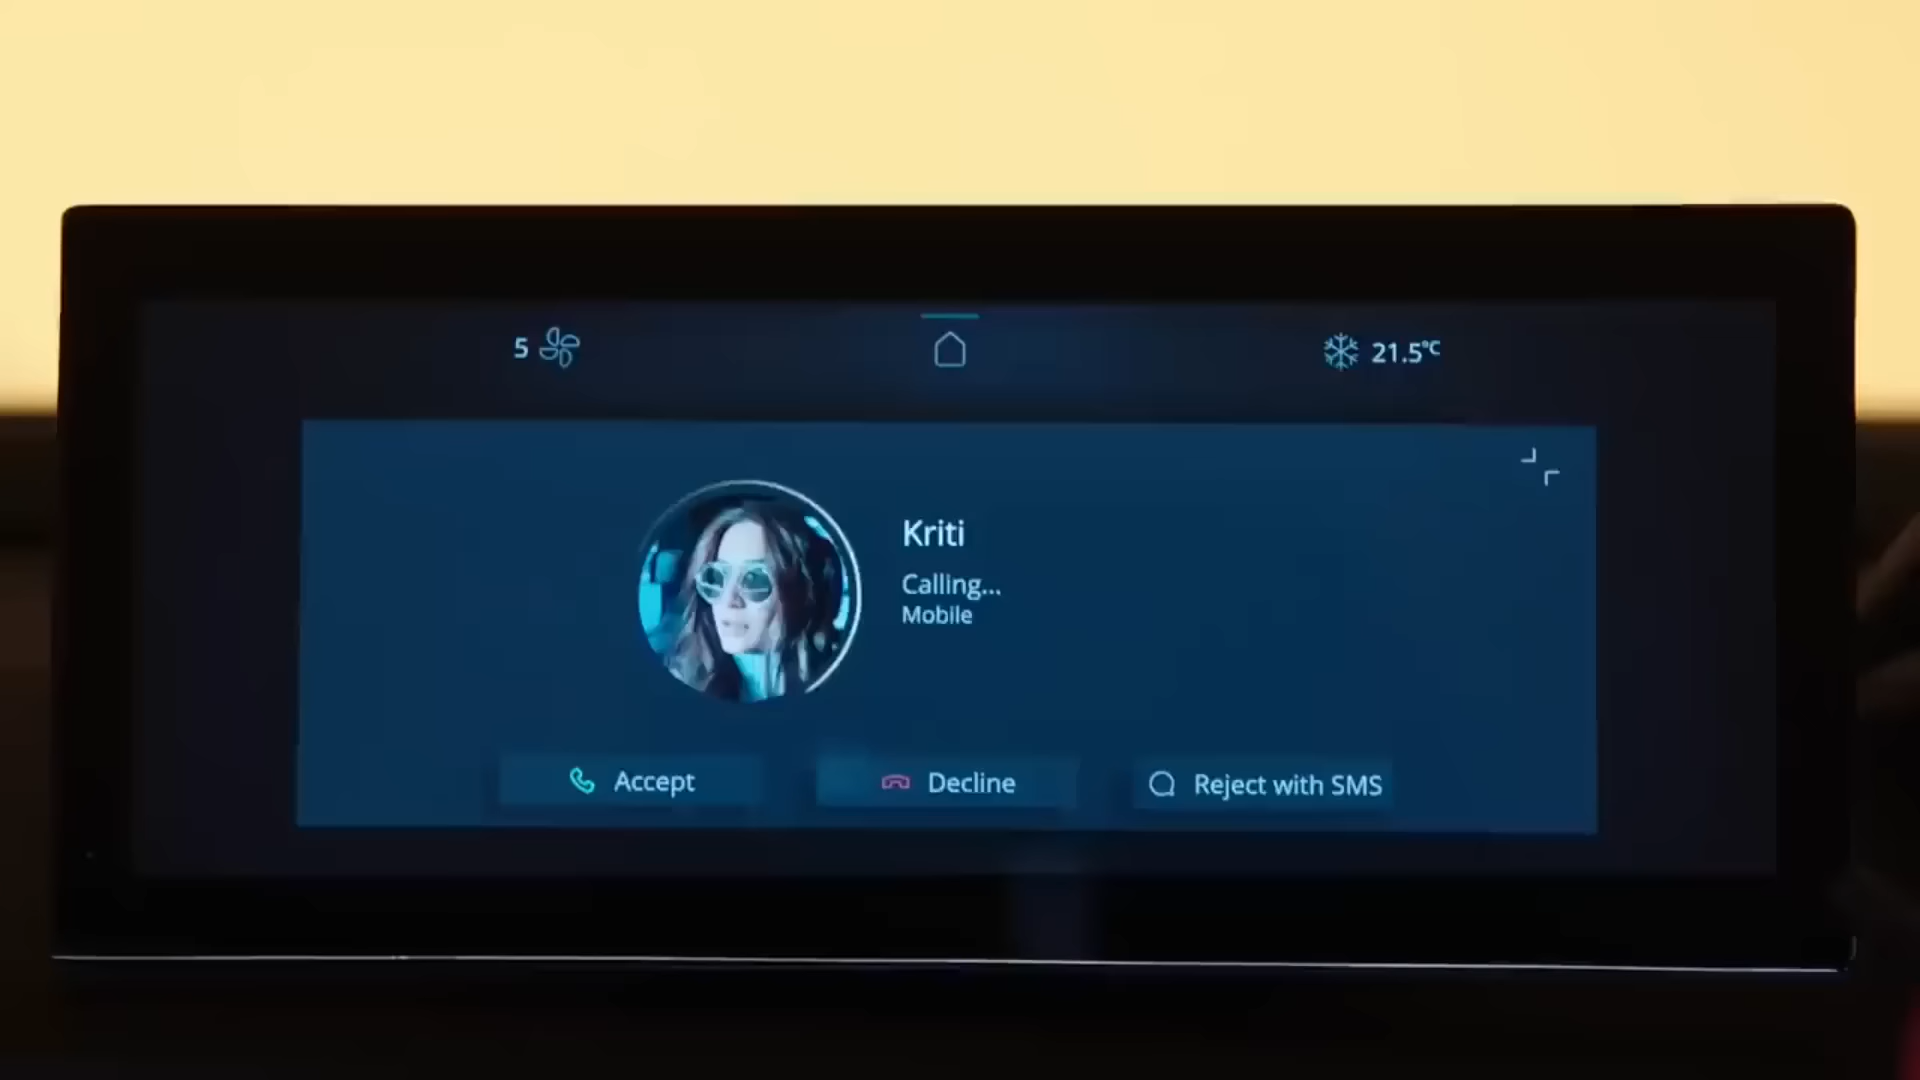 5
21.5°C
Kriti
Calling...
Mobile
Accept
Decline
Reject with SMS